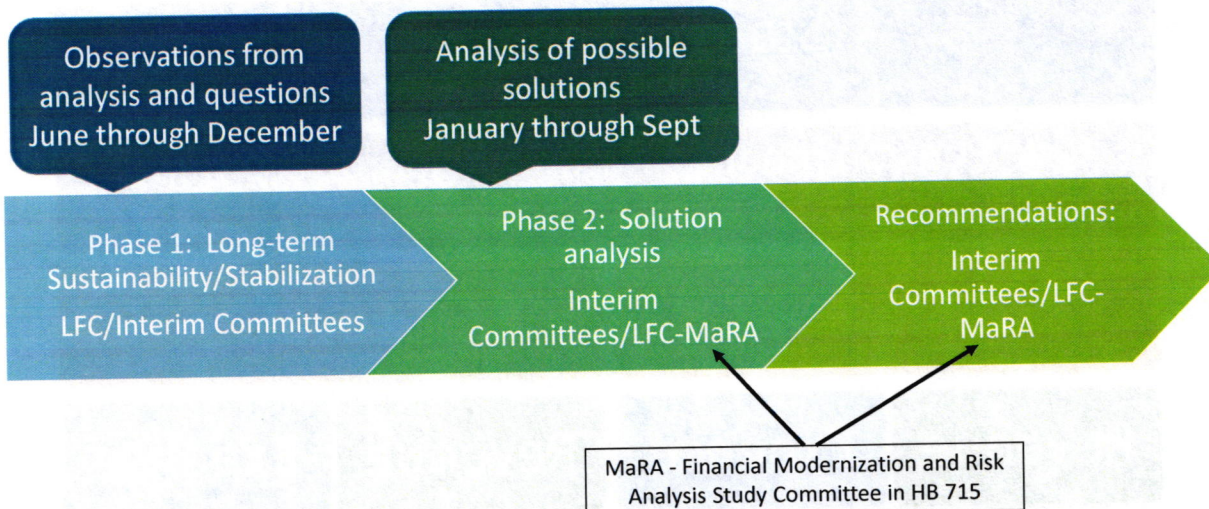 Observations from
analysis and questions
June through December
Analysis of possible
solutions
January through Sept
Phase 1: Long-term
Sustainability/Stabilization
LFC/Interim Committees
Phase 2: Solution
analysis
Interim
Committees/LFC-MaRA
Recommendations:
Interim
Committees/LFC-
MaRA
MaRA - Financial Modernization and Risk
Analysis Study Committee in HB 715